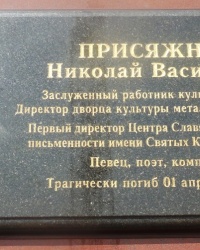 ПРИСЯЖН
Николай Васи
Заслуженный работник кул
Директор дворца культуры мета
Первый директор Центра Слав
письменности имени Святых К
Певец, поэт, комп
Трагически погиб 01 апр